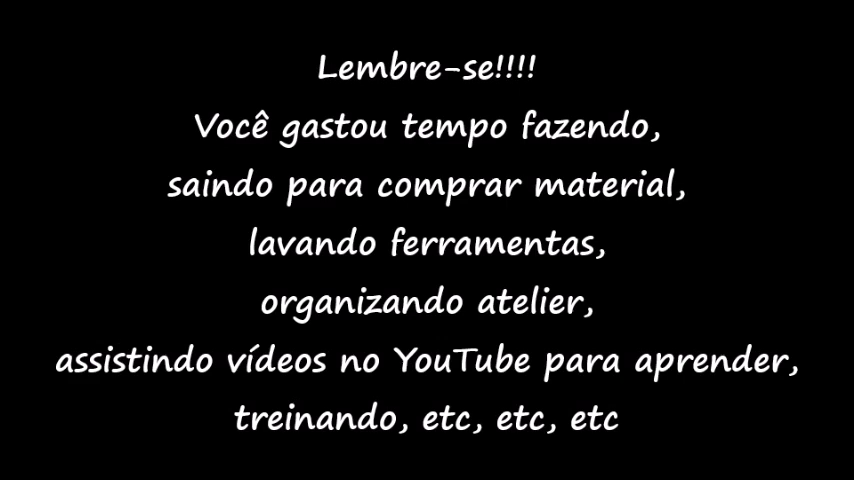 Lembre-se!!!!
Você gastou tempo fazendo,
saindo para comprar material,
lavando ferramentas,
organizando atelier,
assistindo vídeos no YouTube para aprender,
treinando, etc, etc, etc